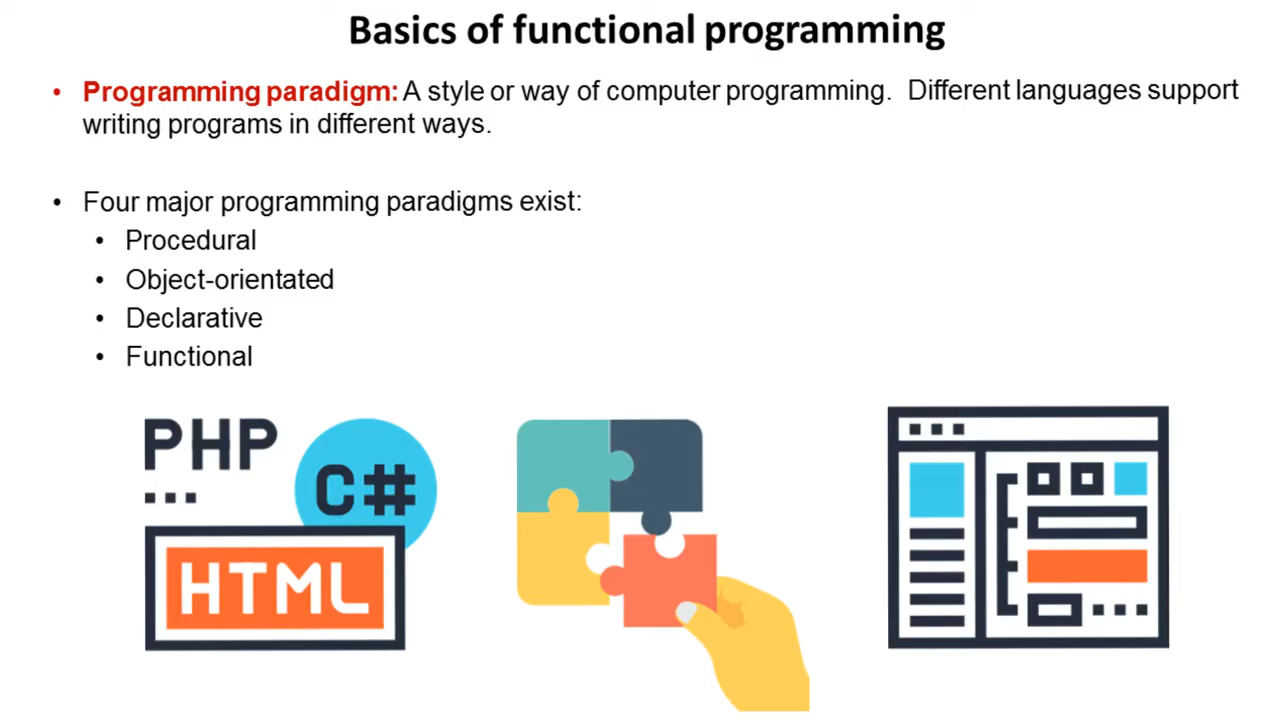 Basics of functional programming
• Programming paradigm: A style or way of computer programming.  Different languages support
writing programs in different ways.
• Four major programming paradigms exist:
• Procedural
• Object-orientated
• Declarative
• Functional
PHP
C#
HTML